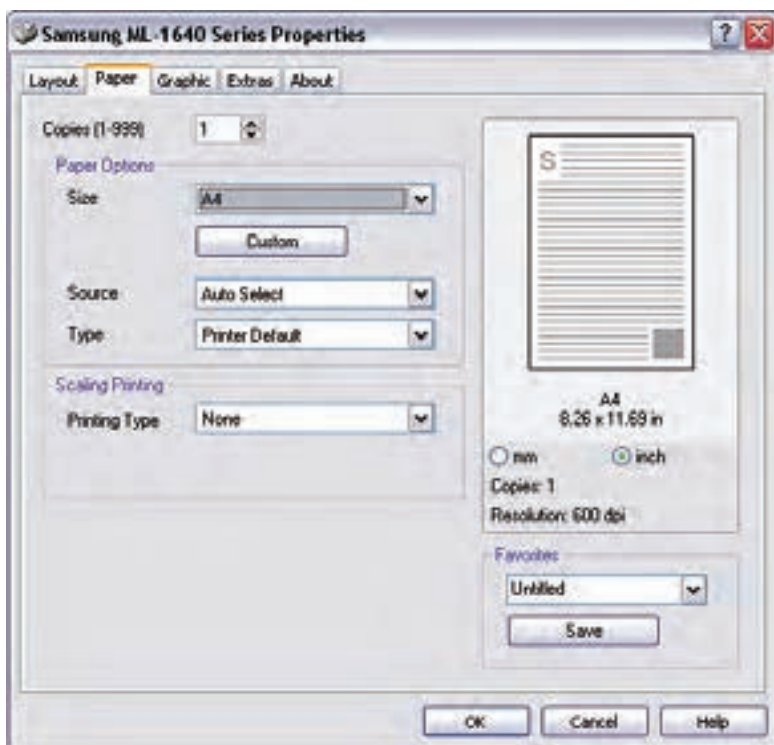 Samsung ML-1640 Series Properties
Layout Paper Graphic Extras About
Copies (1-999) 1
Paper Options
Size A4
Custom
Source Auto Select
Type Printer Default
Scaling Printing
Printing Type None
S
A4
8.26 x 11.69 in
mm inch
Copies: 1
Resolution: 600 dpi
Favorites
Untitled
Save
OK Cancel Help